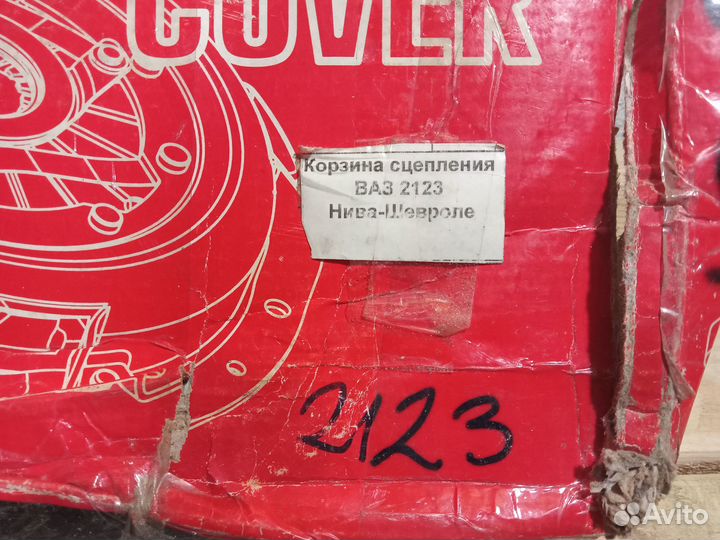 COVER
Корзина сцепления
ВАЗ 2123
Нива-Шевроле
2123
Avito